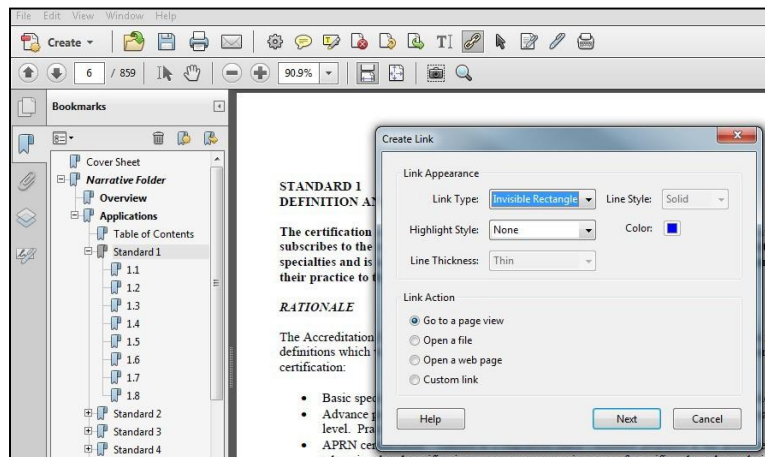 File Edit View Window Help
Create
6 / 859 90.9%
Bookmarks
Cover Sheet
Narrative Folder
Overview
Applications
Table of Contents
Standard 1
1.1
1.2
1.3
1.4
1.5
1.6
1.7
1.8
Standard 2
Standard 3
Standard 4
STANDARD 1
DEFINITION AN
The certification
subscribes to the
specialties and is
their practice to t
RATIONALE
The Accreditation
definitions which
certification:
• Basic spec
• Advance p
level. Pra
• APRN cer
Create Link
Link Appearance
Link Type: Invisible Rectangle Line Style: Solid
Highlight Style: None Color:
Line Thickness: Thin
Link Action
Go to a page view
Open a file
Open a web page
Custom link
Help Next Cancel